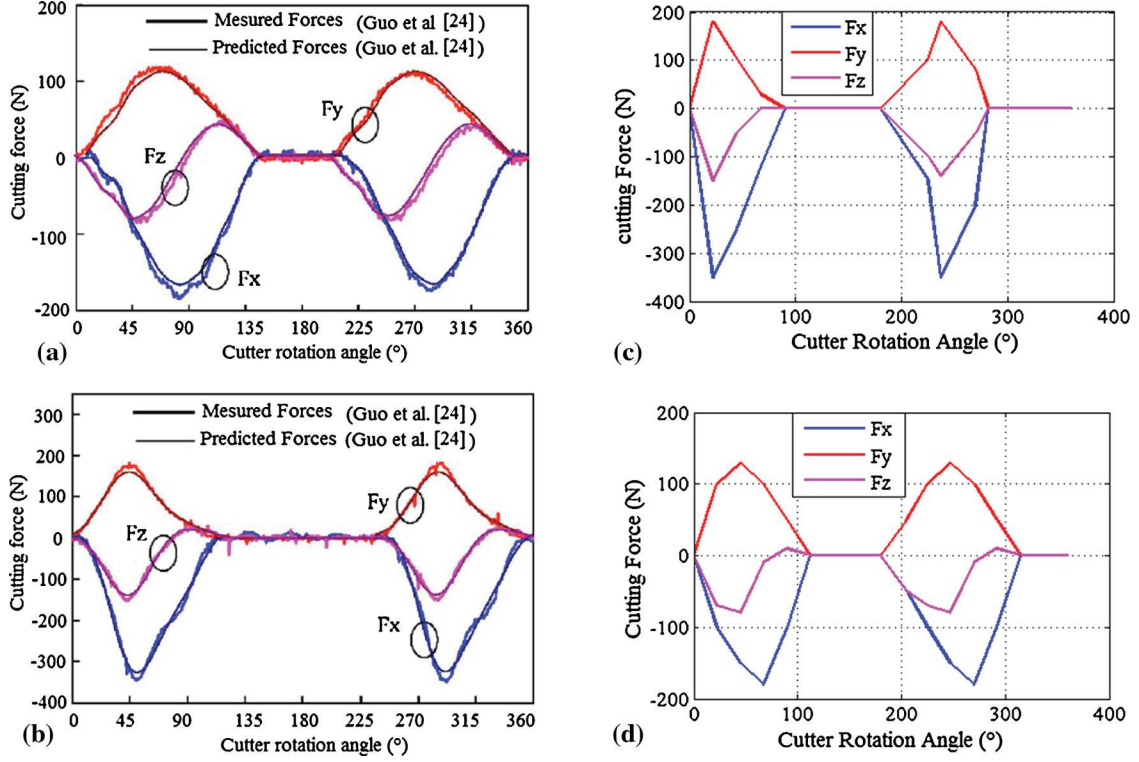 Mesured Forces (Guo et al [24])
Predicted Forces (Guo et al [24])
Cutting force (N)
200
100
0
-100
-200
Fy
Fz
Fx
0 45 90 135 180 225 270 315 360
Cutter rotation angle (°)
(a)
Fx
Fy
Fz
cutting Force (N)
200
100
0
-100
-200
-300
-400
0 100 200 300 400
Cutter Rotation Angle (°)
(c)
Mesured Forces (Guo et al. [24])
Predicted Forces (Guo et al. [24])
Cutting force (N)
300
200
100
0
-100
-200
-300
-400
Fy
Fz
Fx
0 45 90 135 180 225 270 315 360
Cutter rotation angle (°)
(b)
Fx
Fy
Fz
Cutting Force (N)
200
100
0
-100
-200
0 100 200 300 400
Cutter Rotation Angle (°)
(d)